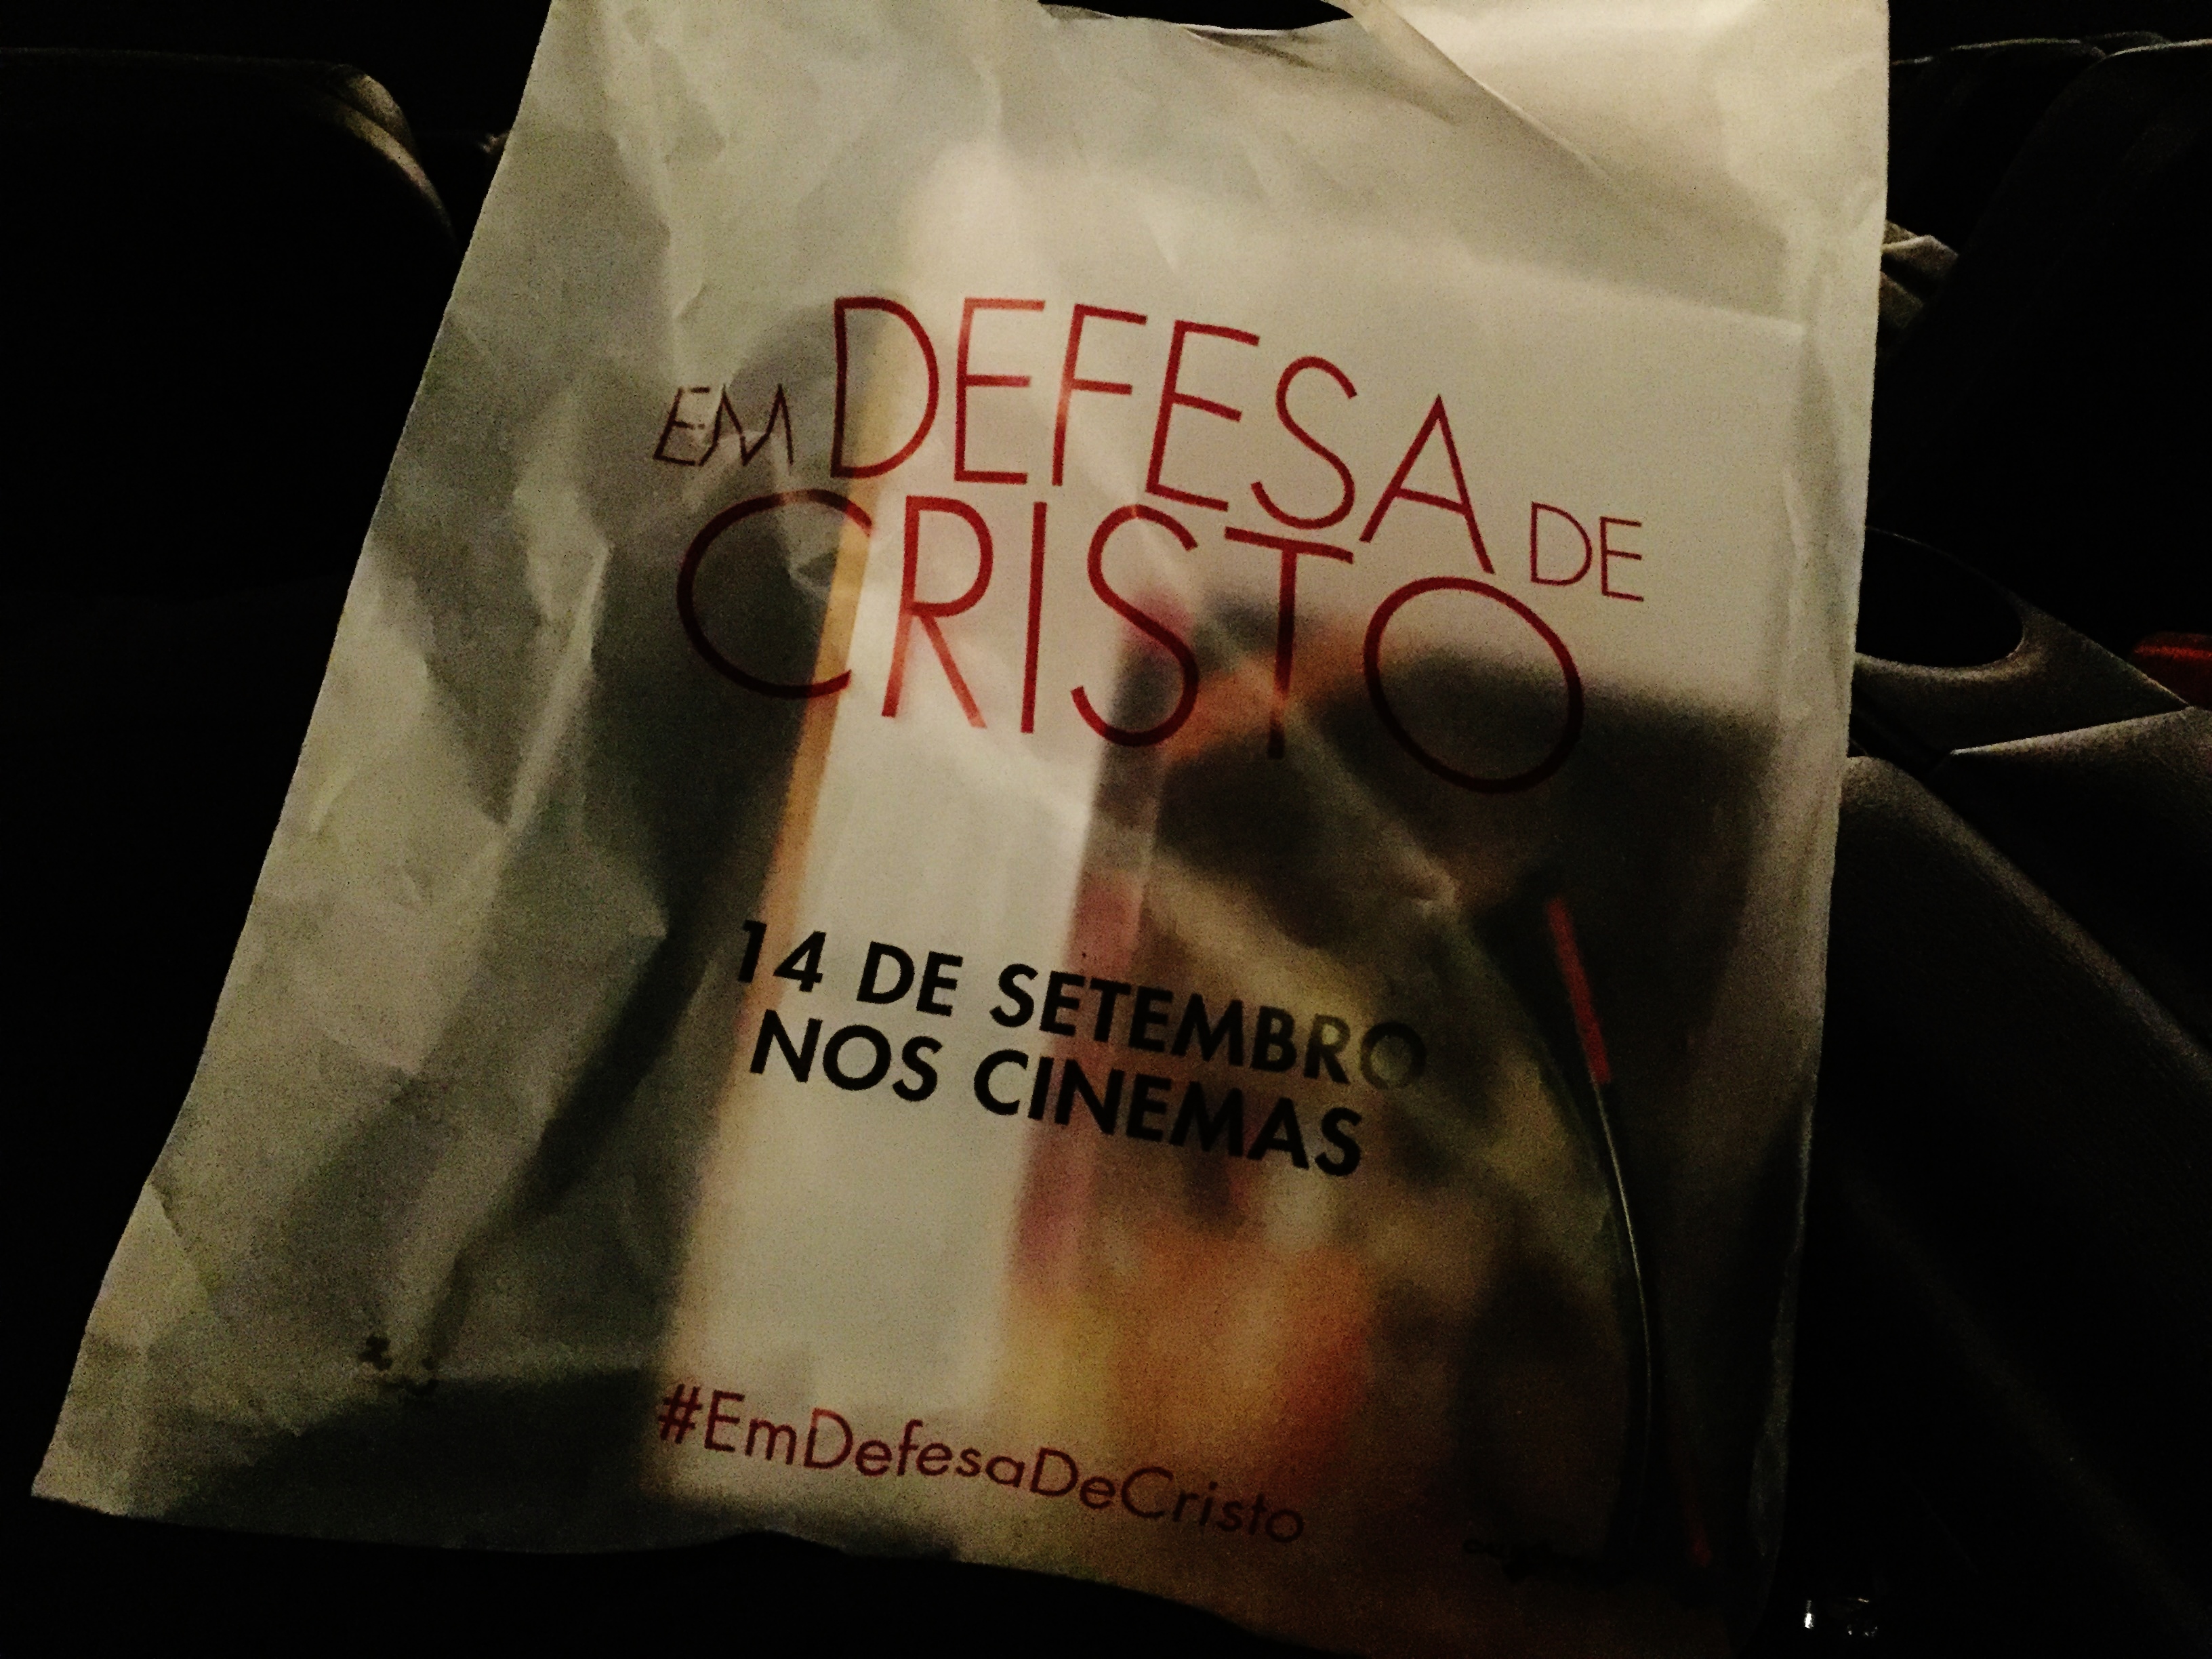 EM DEFESA DE
CRISTO
14 DE SETEMBRO
NOS CINEMAS
#EmDefesaDeCristo